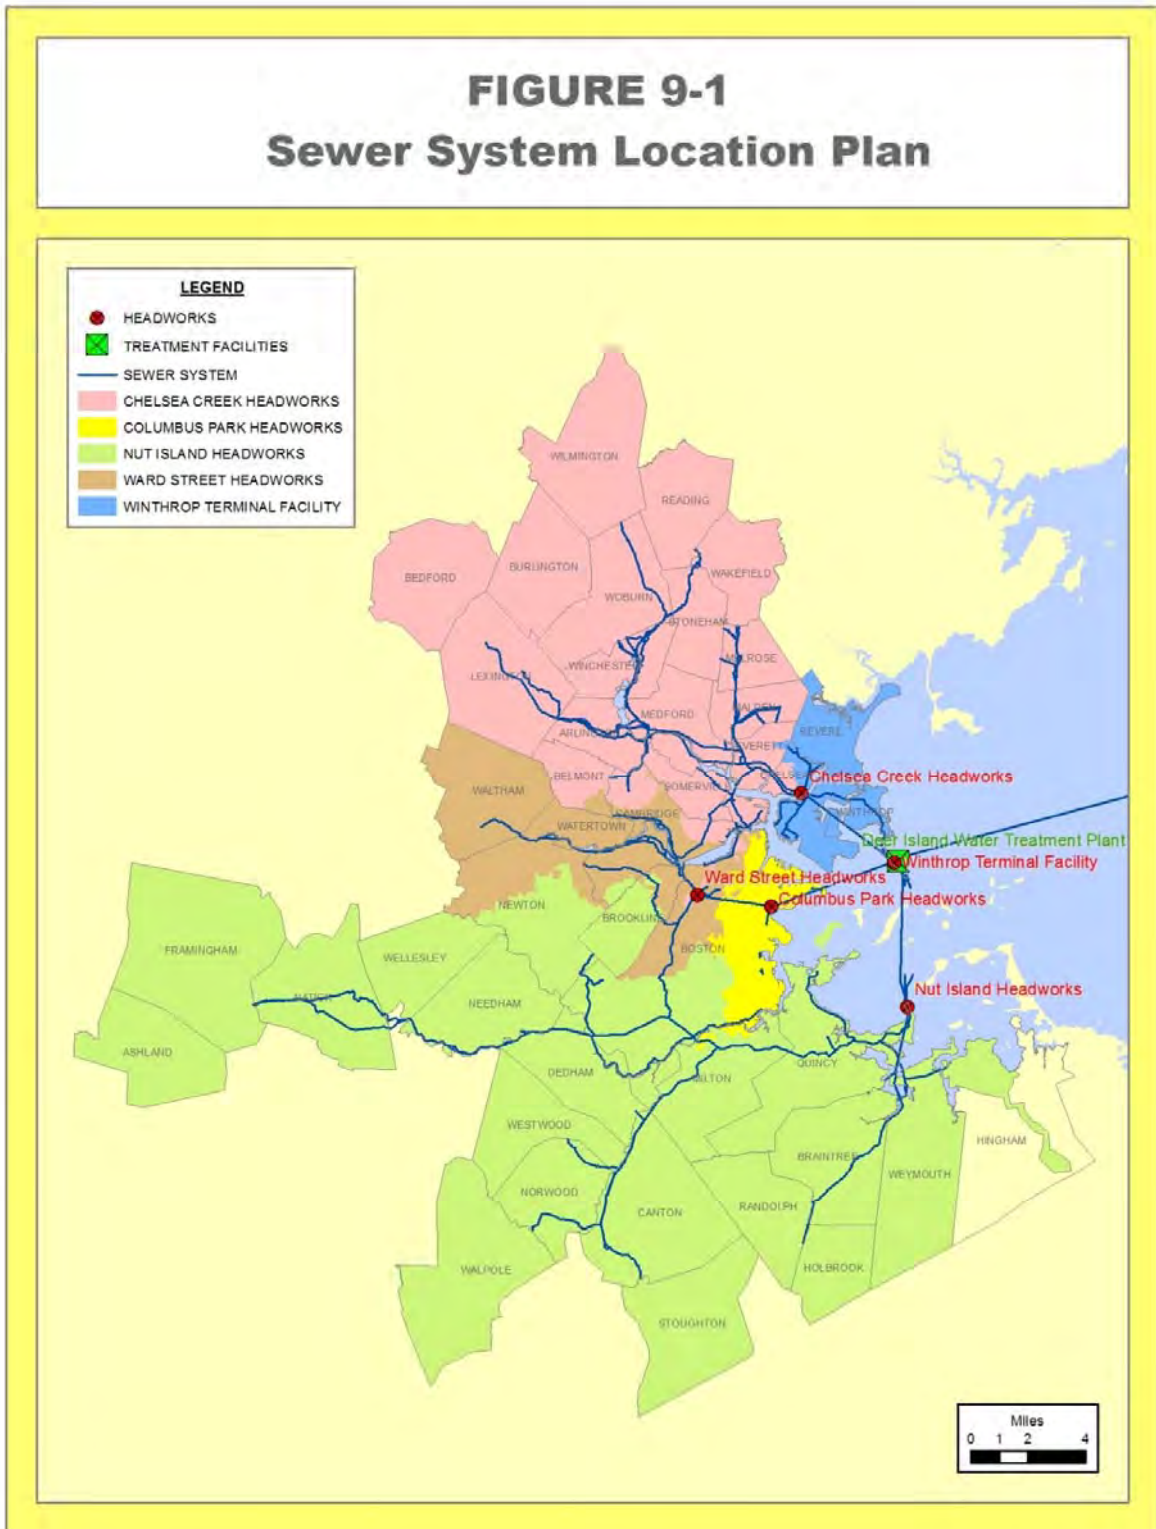 FIGURE 9-1
Sewer System Location Plan
LEGEND
HEADWORKS
TREATMENT FACILITIES
SEWER SYSTEM
CHELSEA CREEK HEADWORKS
COLUMBUS PARK HEADWORKS
NUT ISLAND HEADWORKS
WARD STREET HEADWORKS
WINTHROP TERMINAL FACILITY
WILMINGTON
READING
BURLINGTON
BEDFORD
WAKEFIELD
WOBURN
STONEHAM
WINCHESTER
MELROSE
LEXINGTON
MEDFORD
MALDEN
ARLINGTON
REVERE
EVERETT
BELMONT
SOMERVILLE
CHELSEA
Chelsea Creek Headworks
WALTHAM
CAMBRIDGE
WINTHROP
WATERTOWN
Deer Island Water Treatment Plant
Winthrop Terminal Facility
Ward Street Headworks
Columbus Park Headworks
NEWTON
BROOKLINE
BOSTON
FRAMINGHAM
WELLESLEY
NATICK
NEEDHAM
Nut Island Headworks
ASHLAND
DEDHAM
MILTON
QUINCY
WESTWOOD
HINGHAM
BRAINTREE
WEYMOUTH
NORWOOD
CANTON
RANDOLPH
WALPOLE
HOLBROOK
STOUGHTON
Miles
0 1 2 4